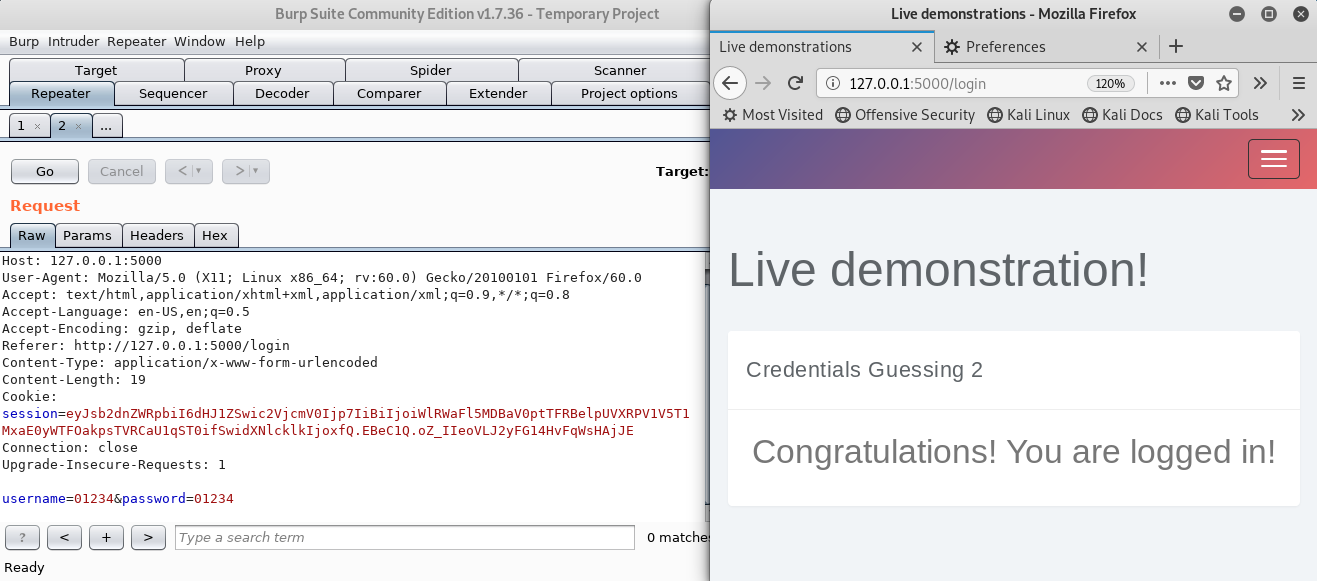 Burp Suite Community Edition v1.7.36 - Temporary Project
Burp Intruder Repeater Window Help
Target Proxy Spider Scanner
Repeater Sequencer Decoder Comparer Extender Project options
1 × 2 × ...
Go Cancel < ▾ > ▾ Target:
Request
Raw Params Headers Hex
Host: 127.0.0.1:5000
User-Agent: Mozilla/5.0 (X11; Linux x86_64; rv:60.0) Gecko/20100101 Firefox/60.0
Accept: text/html,application/xhtml+xml,application/xml;q=0.9,*/*;q=0.8
Accept-Language: en-US,en;q=0.5
Accept-Encoding: gzip, deflate
Referer: http://127.0.0.1:5000/login
Content-Type: application/x-www-form-urlencoded
Content-Length: 19
Cookie:
session=eyJsb2dnZWRpbiI6dHJ1ZSwic2VjcmV0Ijp7IiBiIjoiWlRWaFl5MDBaV0ptTFRBelpUVXRPV1V5T1
MxaE0yWTFOakpsTVRCaU1qST0ifSwidXNlcklkIjoxfQ.EBeC1Q.oZ_IIeoVLJ2yFG14HvFqWsHAjJE
Connection: close
Upgrade-Insecure-Requests: 1
username=01234&password=01234
? < + > Type a search term 0 matches
Ready
Live demonstrations - Mozilla Firefox
Live demonstrations × Preferences × +
127.0.0.1:5000/login 120%
Most Visited Offensive Security Kali Linux Kali Docs Kali Tools
Live demonstration!
Credentials Guessing 2
Congratulations! You are logged in!